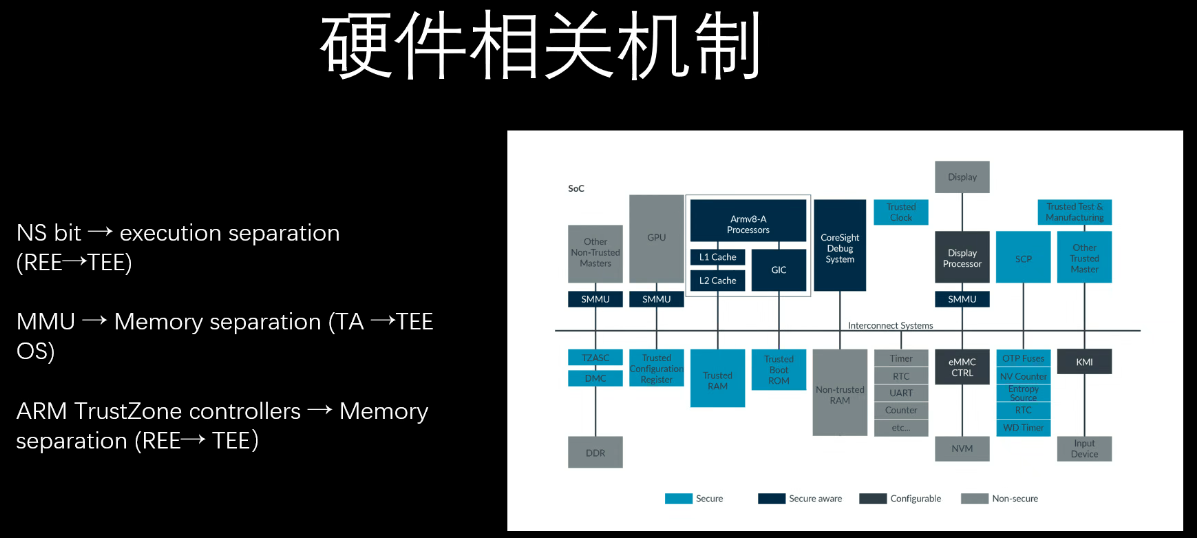 硬件相关机制
NS bit → execution separation
(REE→TEE)
MMU → Memory separation (TA →TEE
OS)
ARM TrustZone controllers → Memory
separation (REE→ TEE)
SoC
Other
Non-Trusted
Masters
SMMU
GPU
SMMU
Armv8-A
Processors
L1 Cache
L2 Cache
GIC
CoreSight
Debug
System
Trusted
Clock
Display
Display
Processor
SMMU
SCP
Trusted Test &
Manufacturing
Other
Trusted
Master
Interconnect Systems
TZASC
DMC
DDR
Trusted
Configuration
Register
Trusted
RAM
Trusted
Boot
ROM
Non-trusted
RAM
Timer
RTC
UART
Counter
etc...
eMMC
CTRL
NVM
OTP Fuses
NV Counter
Entropy
Source
RTC
WD Timer
KMI
Input
Device
Secure
Secure aware
Configurable
Non-secure